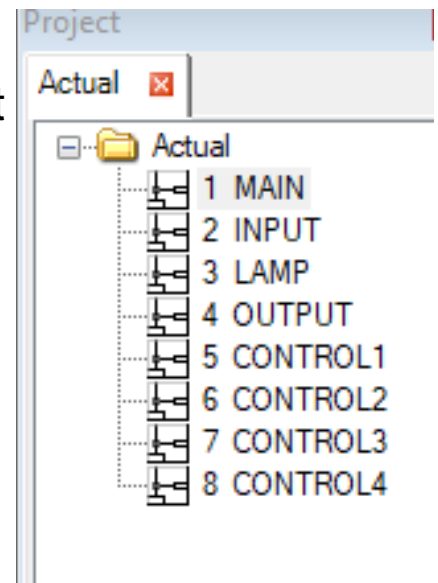 Project
Actual
t
Actual
1 MAIN
2 INPUT
3 LAMP
4 OUTPUT
5 CONTROL1
6 CONTROL2
7 CONTROL3
8 CONTROL4